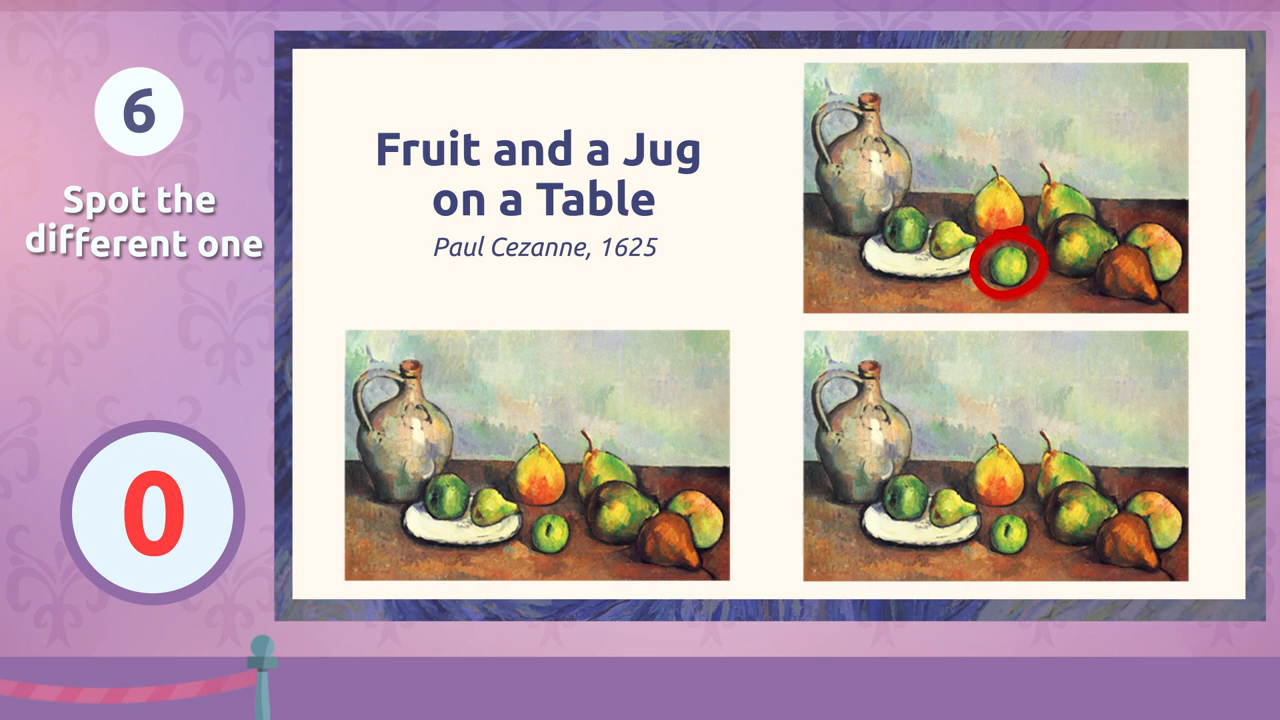 6
Spot the
different one
Fruit and a Jug
on a Table
Paul Cezanne, 1625
0